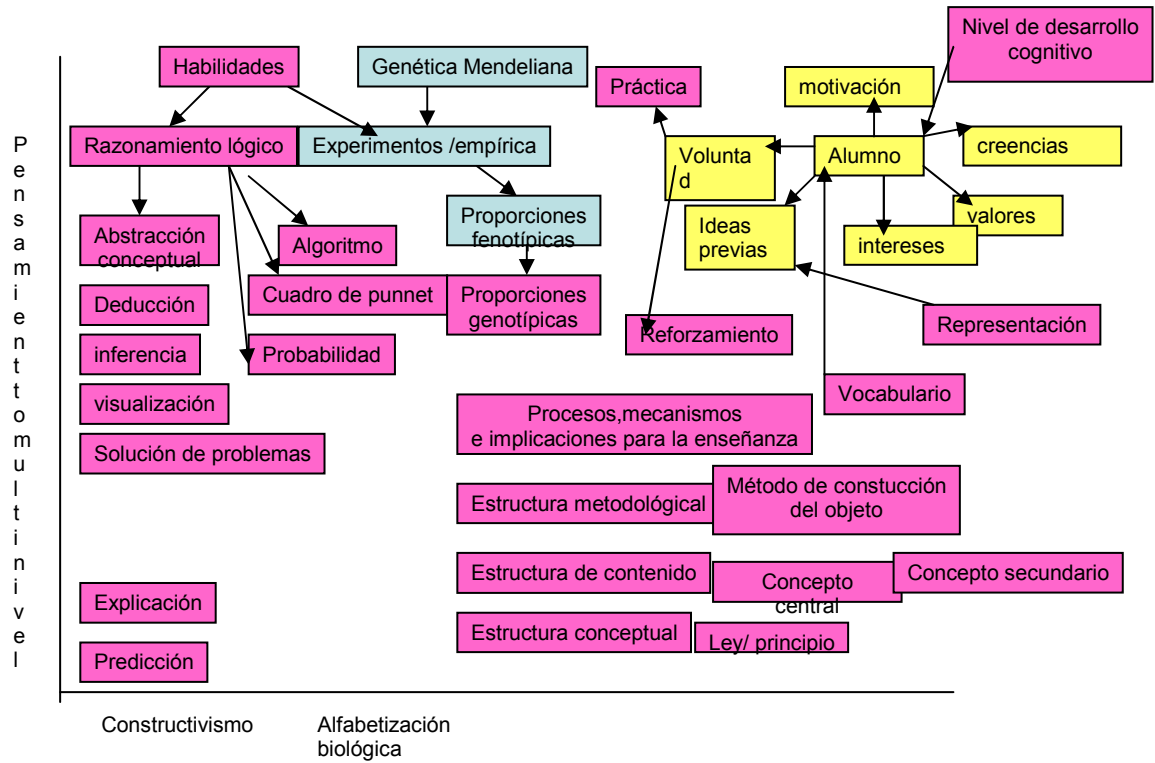 Nivel de desarrollo
cognitivo
Habilidades
Genética Mendeliana
Práctica
motivación
Razonamiento lógico
Experimentos /empírica
Volunta
d
Alumno
creencias
Abstracción
conceptual
Algoritmo
Proporciones
fenotípicas
Ideas
previas
intereses
valores
Deducción
Cuadro de punnet
Proporciones
genotípicas
Reforzamiento
Representación
inferencia
Probabilidad
visualización
Vocabulario
Procesos,mecanismos
e implicaciones para la enseñanza
Solución de problemas
Estructura metodológical
Método de constucción
del objeto
Estructura de contenido
Concepto
central
Concepto secundario
Explicación
Estructura conceptual
Ley/ principio
Predicción
P
e
n
s
a
m
i
e
n
t
t
o
m
u
l
t
i
n
i
v
e
l
Constructivismo
Alfabetización
biológica